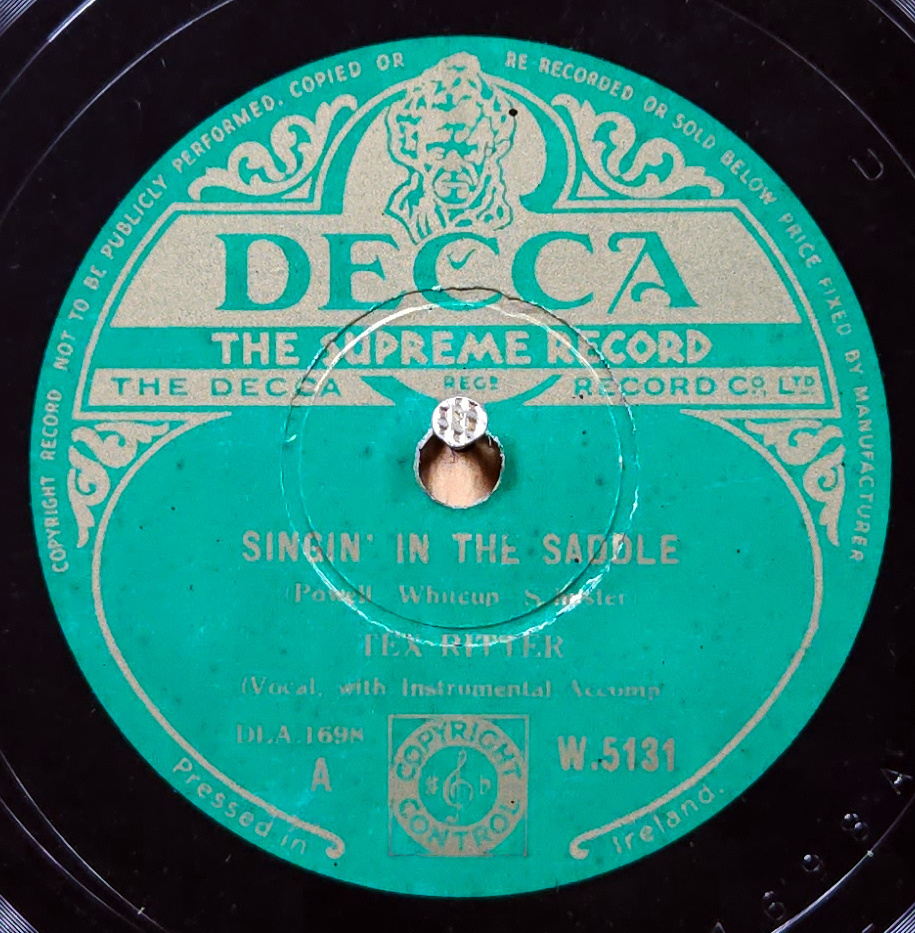 COPYRIGHT RECORD NOT TO BE PUBLICLY PERFORMED, COPIED OR RE-RECORDED OR SOLD BELOW PRICE FIXED BY MANUFACTURER
DECCA
THE SUPREME RECORD
THE DECCA REGD RECORD CO., LTD
SINGIN' IN THE SADDLE
(Powell Whitcup
TEX RITTER
(Vocal, with Instrumental Accomp
DLA.1698
A
COPYRIGHT
CONTROL
W.5131
Pressed in Ireland.
1698A